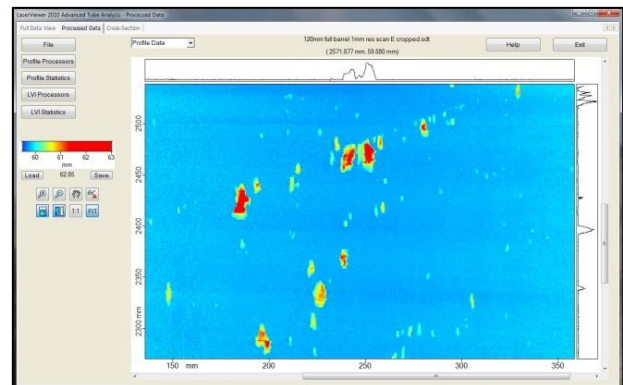 LaserViewer 2010 Advanced Tube Analysis - Processed Data
Full Data View Processed Data Cross-Section
File
Profile Processors
Profile Statistics
LVI Processors
LVI Statistics
Profile Data
120mm full barrel 1mm res scan E cropped.sdt
( 2571.877 mm, 59.880 mm)
Help
Exit
60 61 62 63
mm
Load 62.85 Save
1:1 FIT
2500
2450
2400
2350
2300 mm
150 mm 200 250 300 350